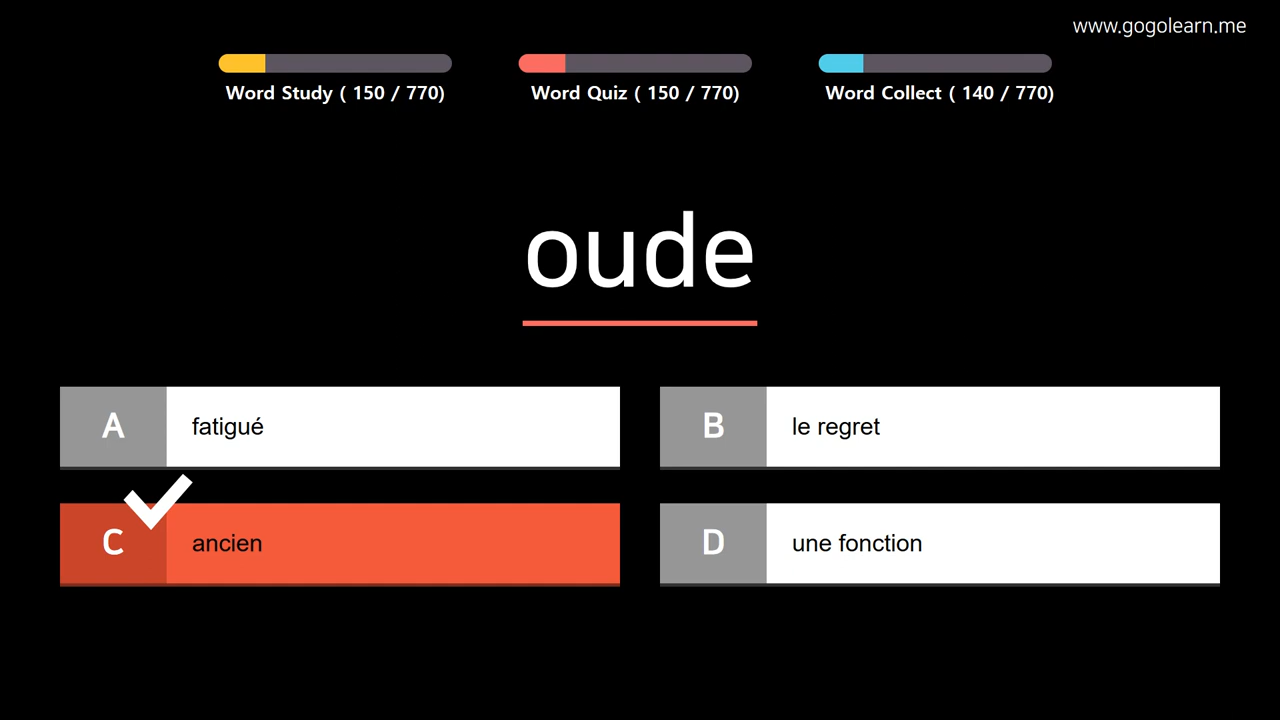 www.gogolearn.me
Word Study ( 150 / 770)
Word Quiz ( 150 / 770)
Word Collect ( 140 / 770)
oude
A fatigué
B le regret
C ancien
D une fonction